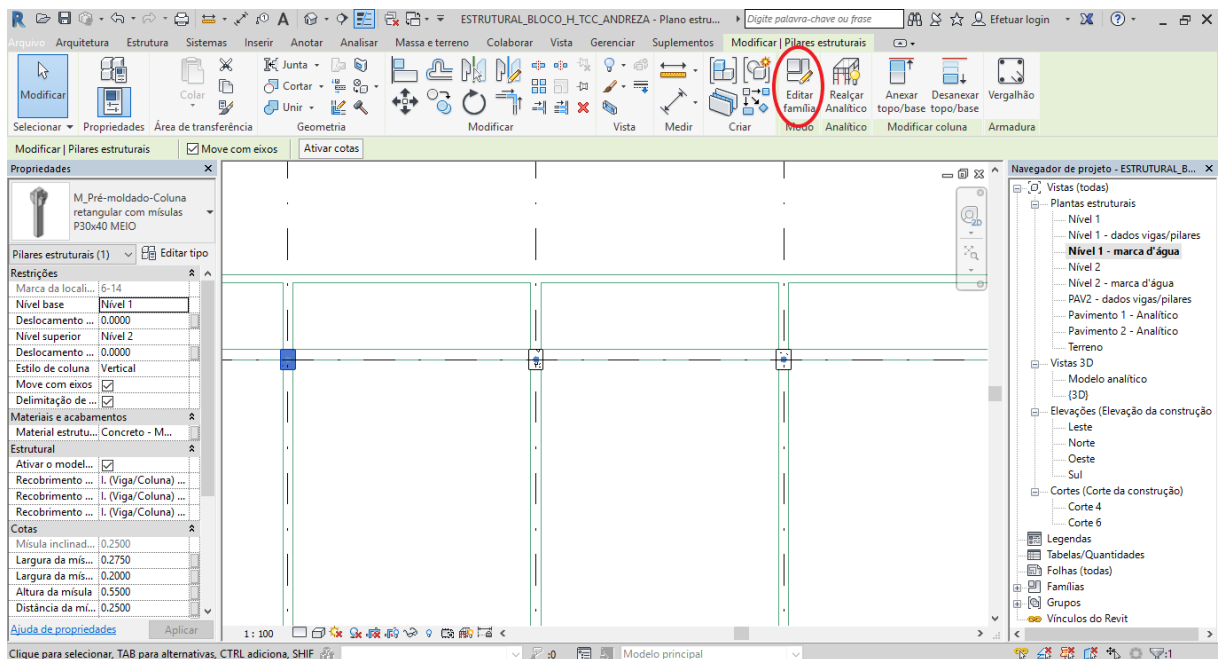 ESTRUTURAL_BLOCO_H_TCC_ANDREZA - Plano estru...
Digite palavra-chave ou frase
Efetuar login
Arquivo Arquitetura Estrutura Sistemas Inserir Anotar Analisar Massa e terreno Colaborar Vista Gerenciar Suplementos Modificar | Pilares estruturais
Modificar
Colar
Junta
Cortar
Unir
Editar família
Realçar Analítico
Anexar topo/base
Desanexar topo/base
Vergalhão
Selecionar Propriedades Área de transferência Geometria Modificar Vista Medir Criar Modo Analítico Modificar coluna Armadura
Modificar | Pilares estruturais Move com eixos Ativar cotas
Propriedades
M_Pré-moldado-Coluna
retangular com mísulas
P30x40 MEIO
Pilares estruturais (1) Editar tipo
Restrições
Marca da locali... 6-14
Nível base Nível 1
Deslocamento ... 0.0000
Nível superior Nível 2
Deslocamento ... 0.0000
Estilo de coluna Vertical
Move com eixos
Delimitação de ...
Materiais e acabamentos
Material estrutu... Concreto - M...
Estrutural
Ativar o model...
Recobrimento ... I. (Viga/Coluna) ...
Recobrimento ... I. (Viga/Coluna) ...
Recobrimento ... I. (Viga/Coluna) ...
Cotas
Mísula inclinad... 0.2500
Largura da mís... 0.2750
Largura da mís... 0.2000
Altura da mísula 0.5500
Distância da mí... 0.2500
Ajuda de propriedades Aplicar
2D
1 : 100
Navegador de projeto - ESTRUTURAL_B...
Vistas (todas)
Plantas estruturais
Nível 1
Nível 1 - dados vigas/pilares
Nível 1 - marca d'água
Nível 2
Nível 2 - marca d'água
PAV2 - dados vigas/pilares
Pavimento 1 - Analítico
Pavimento 2 - Analítico
Terreno
Vistas 3D
Modelo analítico
{3D}
Elevações (Elevação da construção
Leste
Norte
Oeste
Sul
Cortes (Corte da construção)
Corte 4
Corte 6
Legendas
Tabelas/Quantidades
Folhas (todas)
Famílias
Grupos
Vínculos do Revit
Clique para selecionar, TAB para alternativas, CTRL adiciona, SHIF
:0
Modelo principal
:1